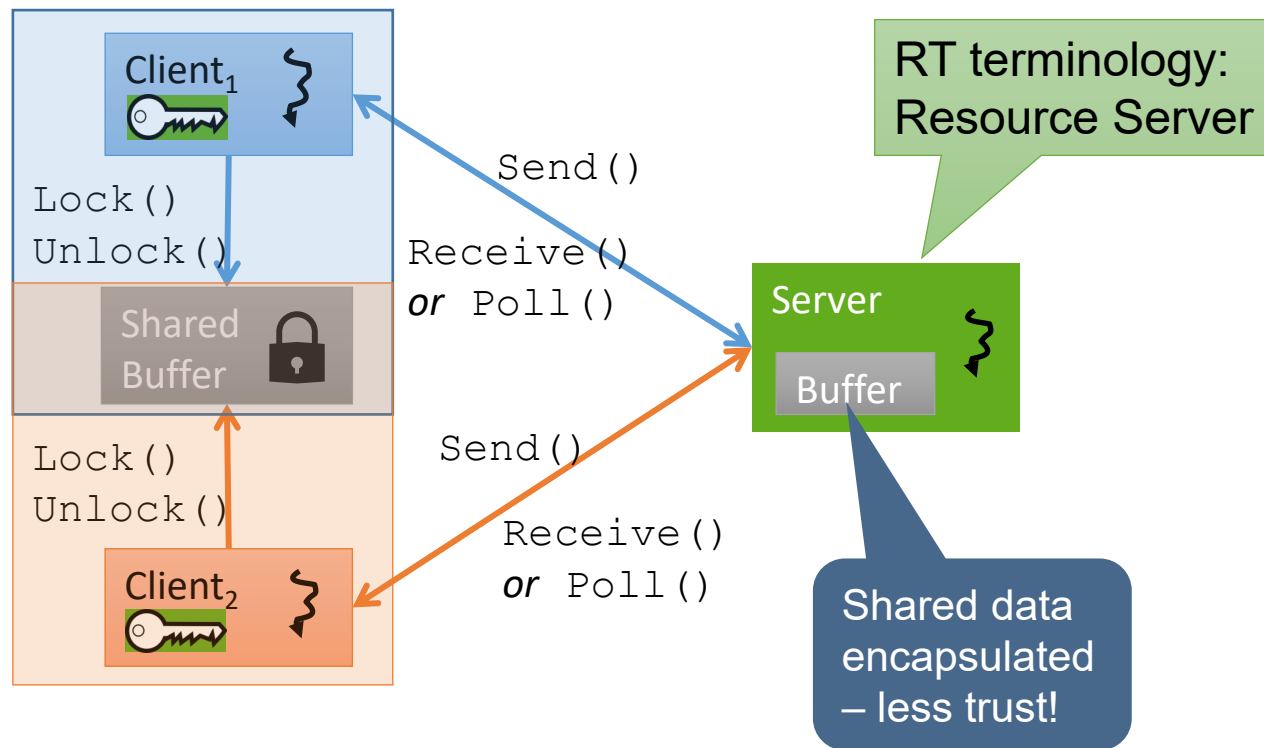 Client₁
Lock()
Unlock()
Shared
Buffer
Lock()
Unlock()
Client₂
Send()
Receive()
or Poll()
Send()
Receive()
or Poll()
RT terminology:
Resource Server
Server
Buffer
Shared data
encapsulated
– less trust!